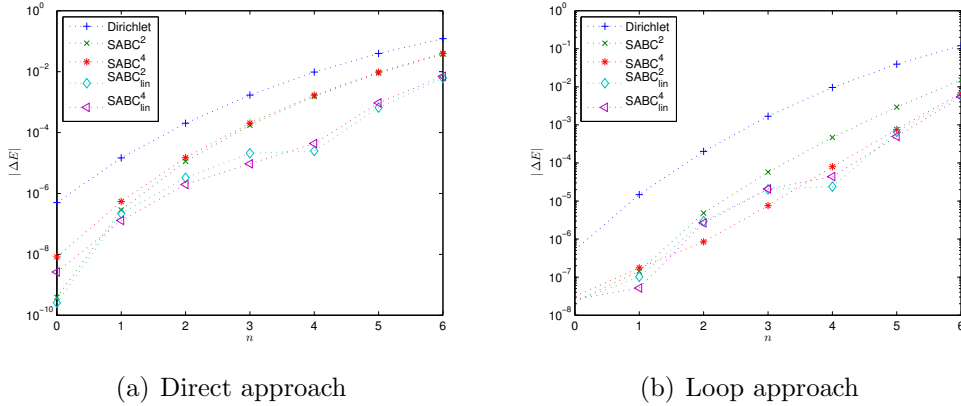 10^0
10^-2
10^-4
10^-6
10^-8
10^-10
|ΔE|
Dirichlet
SABC^2
SABC^4
SABC^2_lin
SABC^4_lin
0 1 2 3 4 5 6
n
(a) Direct approach
10^0
10^-1
10^-2
10^-3
10^-4
10^-5
10^-6
10^-7
10^-8
|ΔE|
Dirichlet
SABC^2
SABC^4
SABC^2_lin
SABC^4_lin
0 1 2 3 4 5 6
n
(b) Loop approach